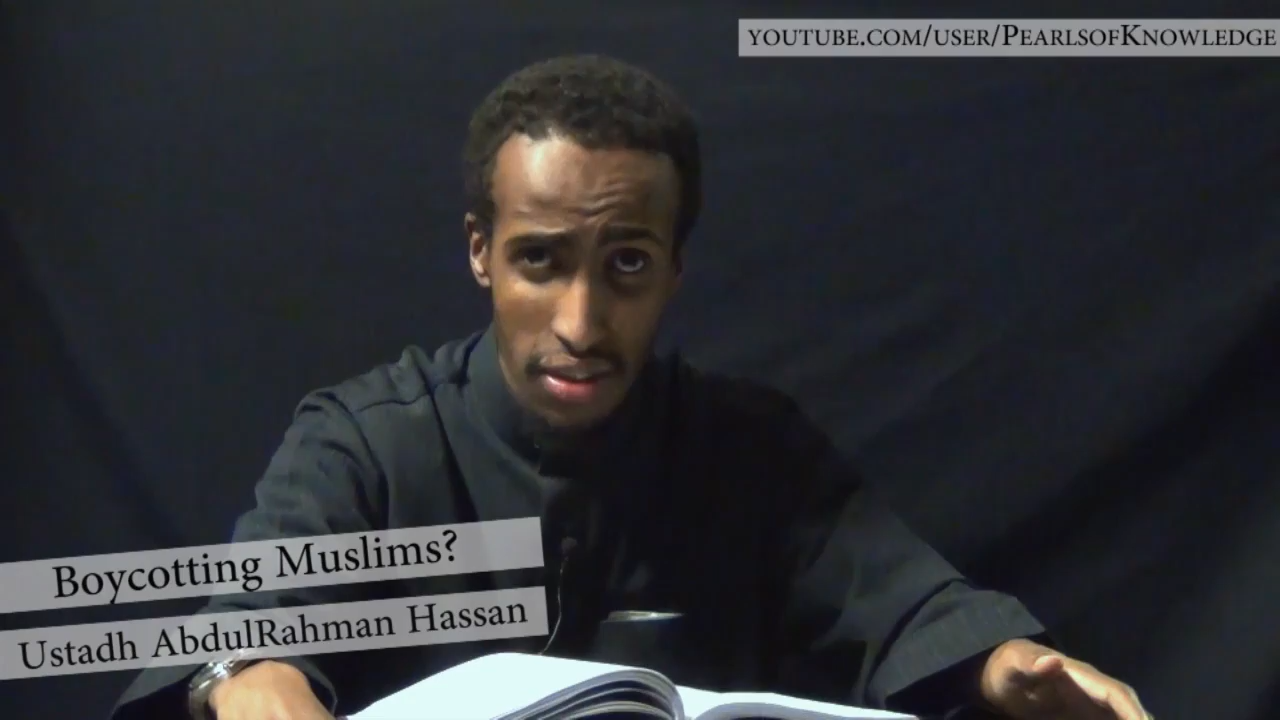 YOUTUBE.COM/USER/PEARLSOFKNOWLEDGE
Boycotting Muslims?
Ustadh AbdulRahman Hassan